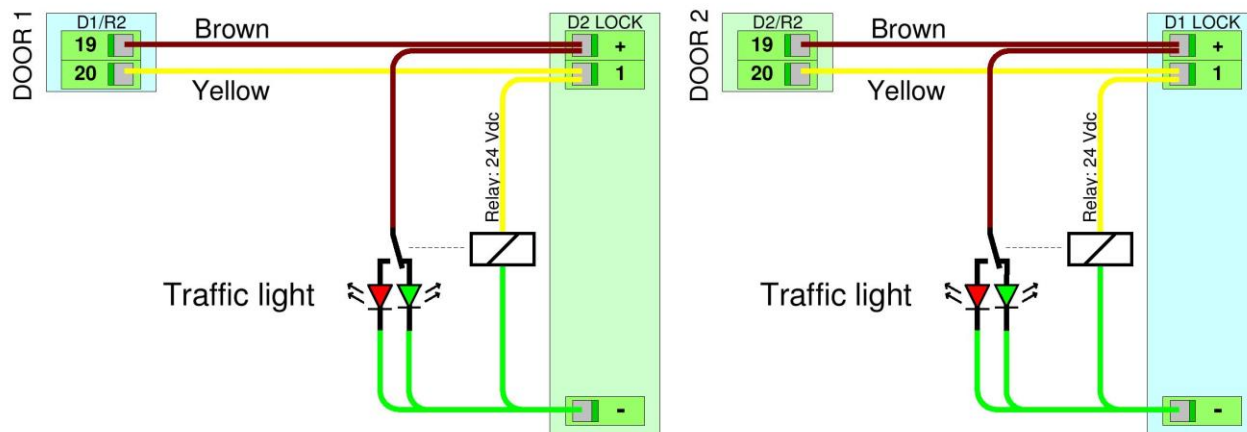 DOOR 1
D1/R2
19
20
Brown
Yellow
D2 LOCK
+
1
Relay: 24 Vdc
Traffic light
-
DOOR 2
D2/R2
19
20
Brown
Yellow
D1 LOCK
+
1
Relay: 24 Vdc
Traffic light
-